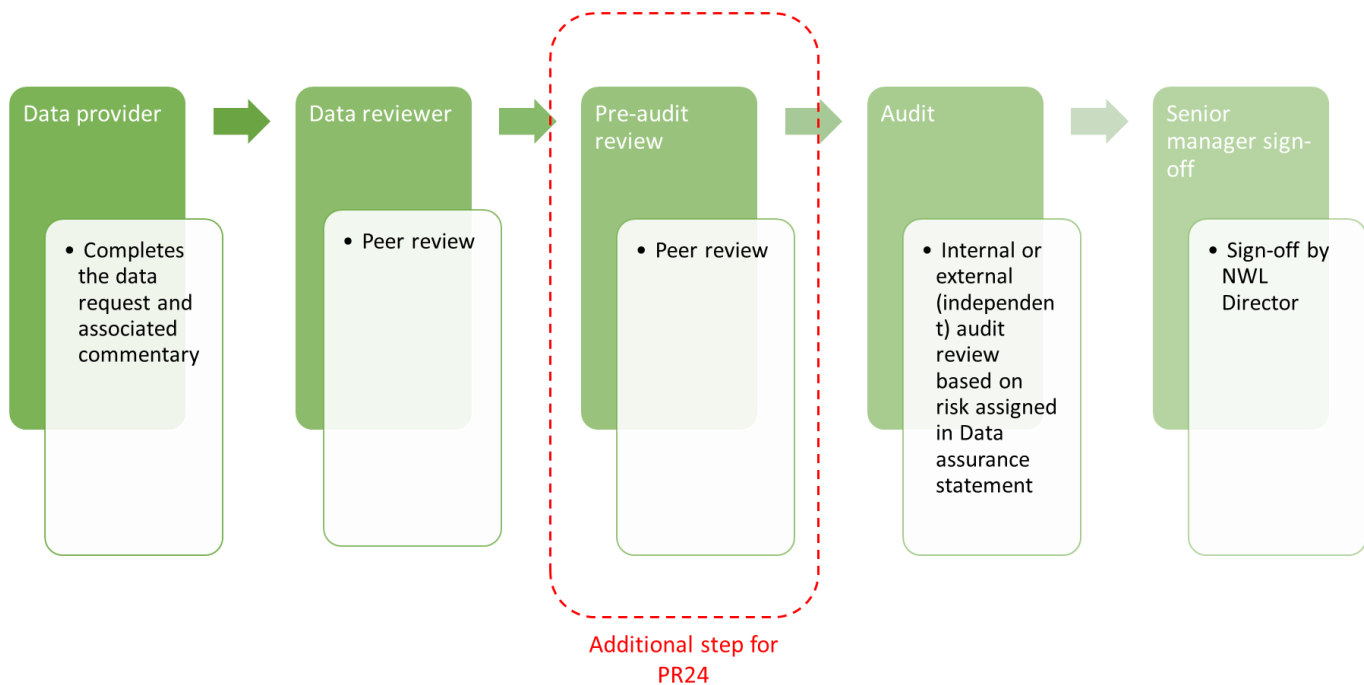 Data provider
• Completes
the data
request and
associated
commentary
Data reviewer
• Peer review
Pre-audit
review
• Peer review
Audit
• Internal or
external
(independen
t) audit
review
based on
risk assigned
in Data
assurance
statement
Senior
manager sign-
off
• Sign-off by
NWL
Director
Additional step for
PR24